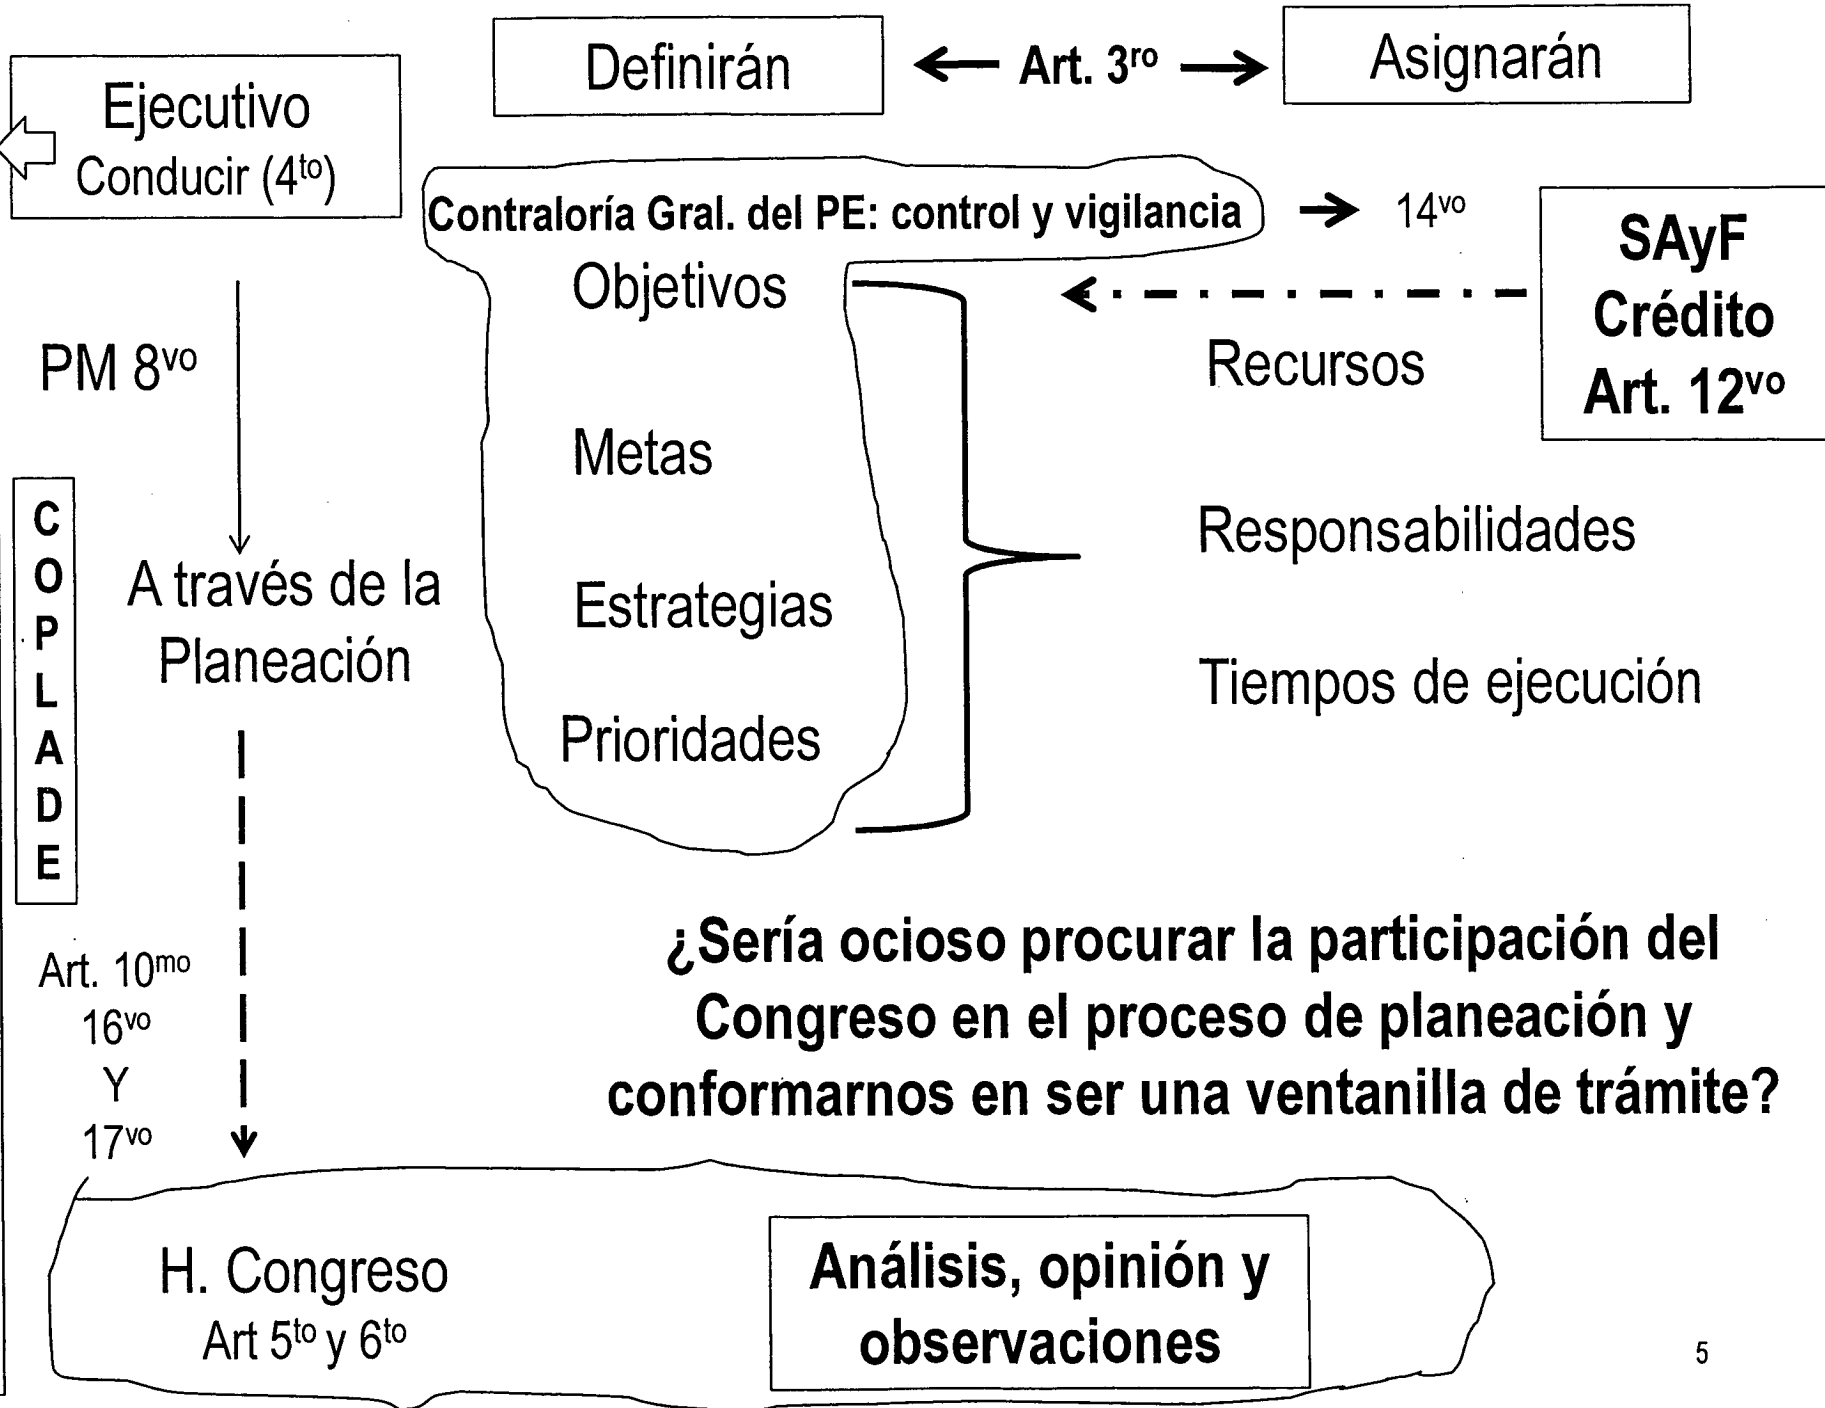 Ejecutivo
Conducir (4to)
Definirán
Art. 3ro
Asignarán
Contraloría Gral. del PE: control y vigilancia
14vo
SAyF
Crédito
Art. 12vo
Objetivos
Metas
Estrategias
Prioridades
Recursos
Responsabilidades
Tiempos de ejecución
PM 8vo
COPLADE
A través de la
Planeación
Art. 10mo
16vo
Y
17vo
¿Sería ocioso procurar la participación del
Congreso en el proceso de planeación y
conformarnos en ser una ventanilla de trámite?
H. Congreso
Art 5to y 6to
Análisis, opinión y
observaciones
5